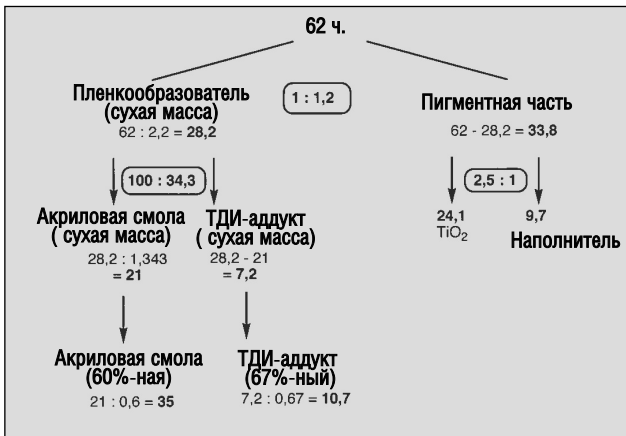 62 ч.
Пленкообразователь
(сухая масса)
62 : 2,2 = 28,2
1 : 1,2
Пигментная часть
62 - 28,2 = 33,8
100 : 34,3
2,5 : 1
Акриловая смола
( сухая масса)
28,2 : 1,343
= 21
ТДИ-аддукт
( сухая масса)
28,2 - 21
= 7,2
24,1
TiO₂
9,7
Наполнитель
Акриловая смола
(60%-ная)
21 : 0,6 = 35
ТДИ-аддукт
(67%-ный)
7,2 : 0,67 = 10,7